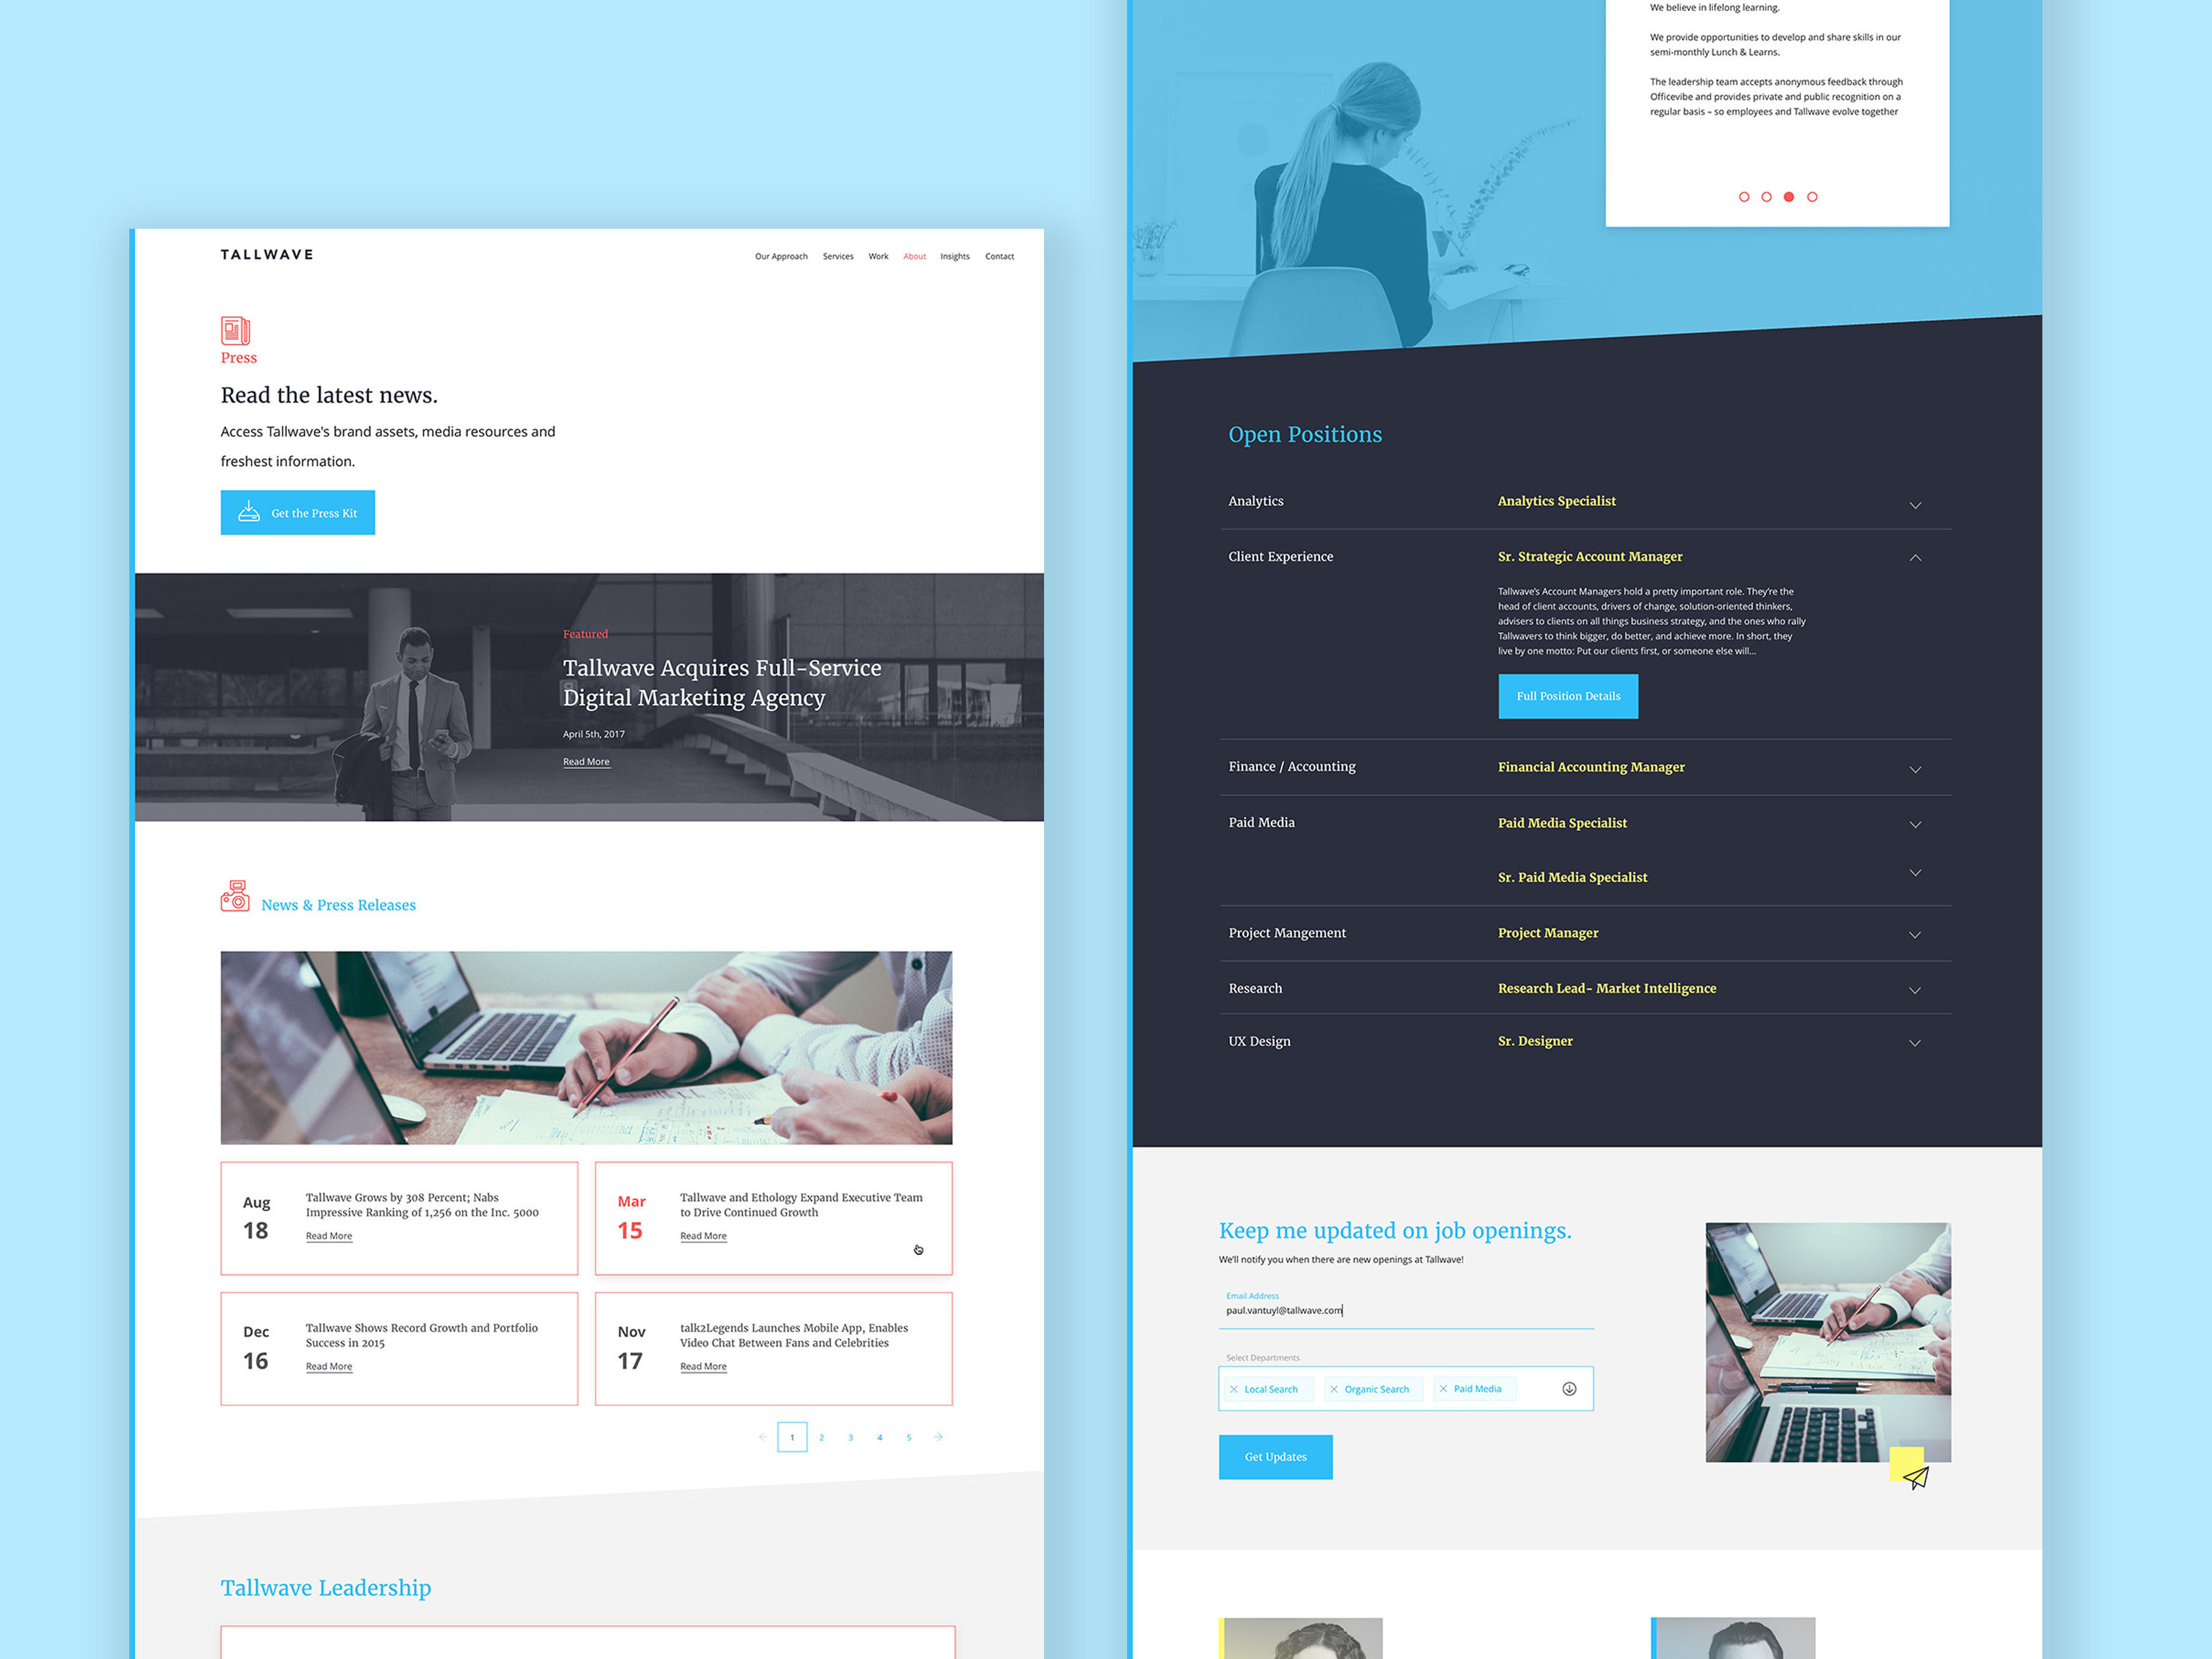 TALLWAVE
Our Approach Services Work About Insights Contact
Press
Read the latest news.
Access Tallwave's brand assets, media resources and
freshest information.
Get the Press Kit
Featured
Tallwave Acquires Full-Service
Digital Marketing Agency
April 5th, 2017
Read More
News & Press Releases
Aug
18
Tallwave Grows by 308 Percent; Nabs
Impressive Ranking of 1,256 on the Inc. 5000
Read More
Mar
15
Tallwave and Ethology Expand Executive Team
to Drive Continued Growth
Read More
Dec
16
Tallwave Shows Record Growth and Portfolio
Success in 2015
Read More
Nov
17
talk2Legends Launches Mobile App, Enables
Video Chat Between Fans and Celebrities
Read More
1 2 3 4 5
Tallwave Leadership
We believe in lifelong learning.
We provide opportunities to develop and share skills in our
semi-monthly Lunch & Learns.
The leadership team accepts anonymous feedback through
Officevibe and provides private and public recognition on a
regular basis – so employees and Tallwave evolve together
Open Positions
Analytics Analytics Specialist
Client Experience Sr. Strategic Account Manager
Tallwave's Account Managers hold a pretty important role. They're the
head of client accounts, drivers of change, solution-oriented thinkers,
advisers to clients on all things business strategy, and the ones who rally
Tallwavers to think bigger, do better, and achieve more. In short, they
live by one motto: Put our clients first, or someone else will...
Full Position Details
Finance / Accounting Financial Accounting Manager
Paid Media Paid Media Specialist
Sr. Paid Media Specialist
Project Mangement Project Manager
Research Research Lead- Market Intelligence
UX Design Sr. Designer
Keep me updated on job openings.
We'll notify you when there are new openings at Tallwave!
Email Address
paul.vantuyl@tallwave.com
Select Departments
Local Search Organic Search Paid Media
Get Updates